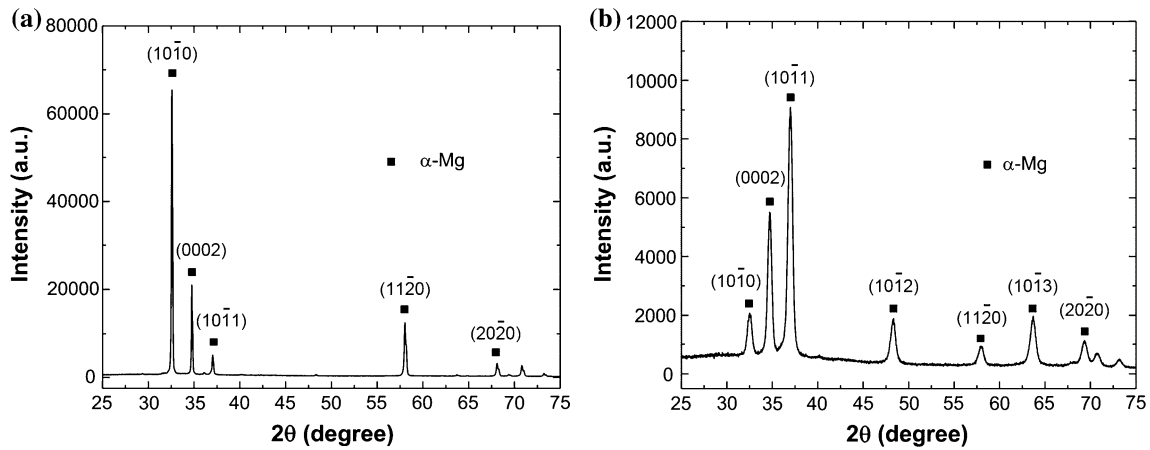 (a)
80000
60000
40000
20000
0
Intensity (a.u.)
(101̄0)
(0002)
(101̄1)
■ α-Mg
(112̄0)
(202̄0)
25 30 35 40 45 50 55 60 65 70 75
2θ (degree)
(b)
12000
10000
8000
6000
4000
2000
0
Intensity (a.u.)
(101̄0)
(0002)
(101̄1)
■ α-Mg
(101̄2)
(112̄0)
(101̄3)
(202̄0)
25 30 35 40 45 50 55 60 65 70 75
2θ (degree)